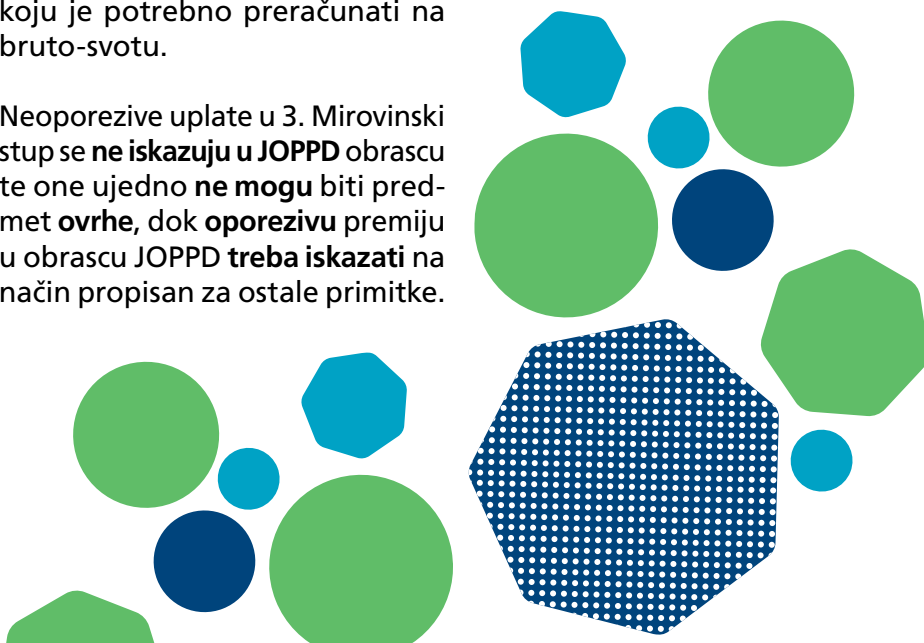 koju je potrebno preračunati na
bruto-svotu.
Neoporezive uplate u 3. Mirovinski
stup se ne iskazuju u JOPPD obrascu
te one ujedno ne mogu biti pred-
met ovrhe, dok oporezivu premiju
u obrascu JOPPD treba iskazati na
način propisan za ostale primitke.